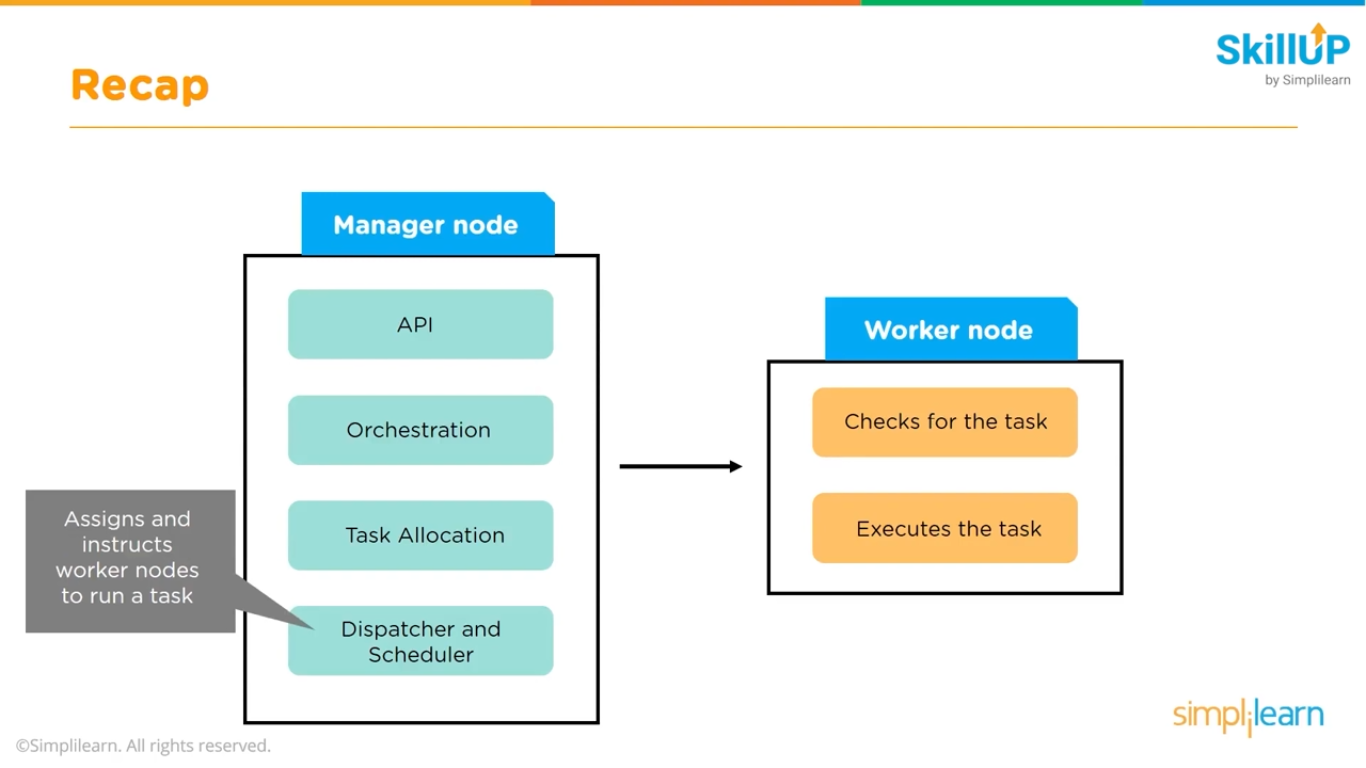 SkillUP
by Simplilearn
Recap
Manager node
API
Orchestration
Task Allocation
Dispatcher and
Scheduler
Assigns and
instructs
worker nodes
to run a task
Worker node
Checks for the task
Executes the task
simplilearn
©Simplilearn. All rights reserved.